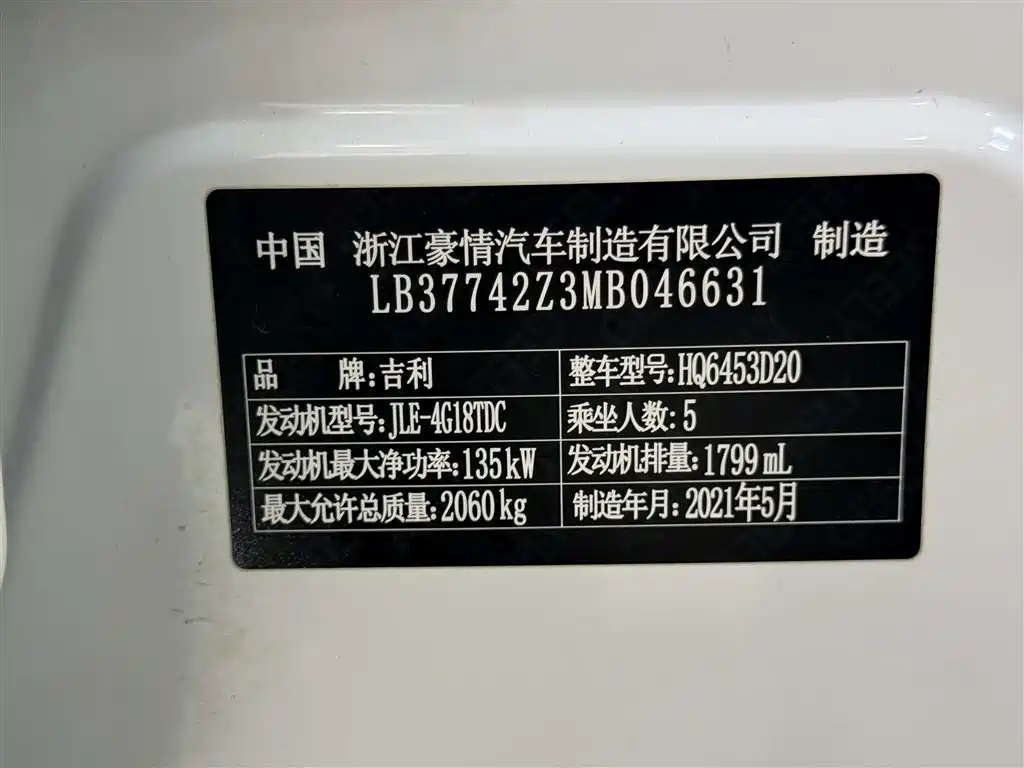 中国 浙江豪情汽车制造有限公司 制造
LB37742Z3MB046631
品 牌:吉利 整车型号:HQ6453D20
发动机型号:JLE-4G18TDC 乘坐人数:5
发动机最大净功率:135kW 发动机排量:1799mL
最大允许总质量:2060kg 制造年月:2021年5月